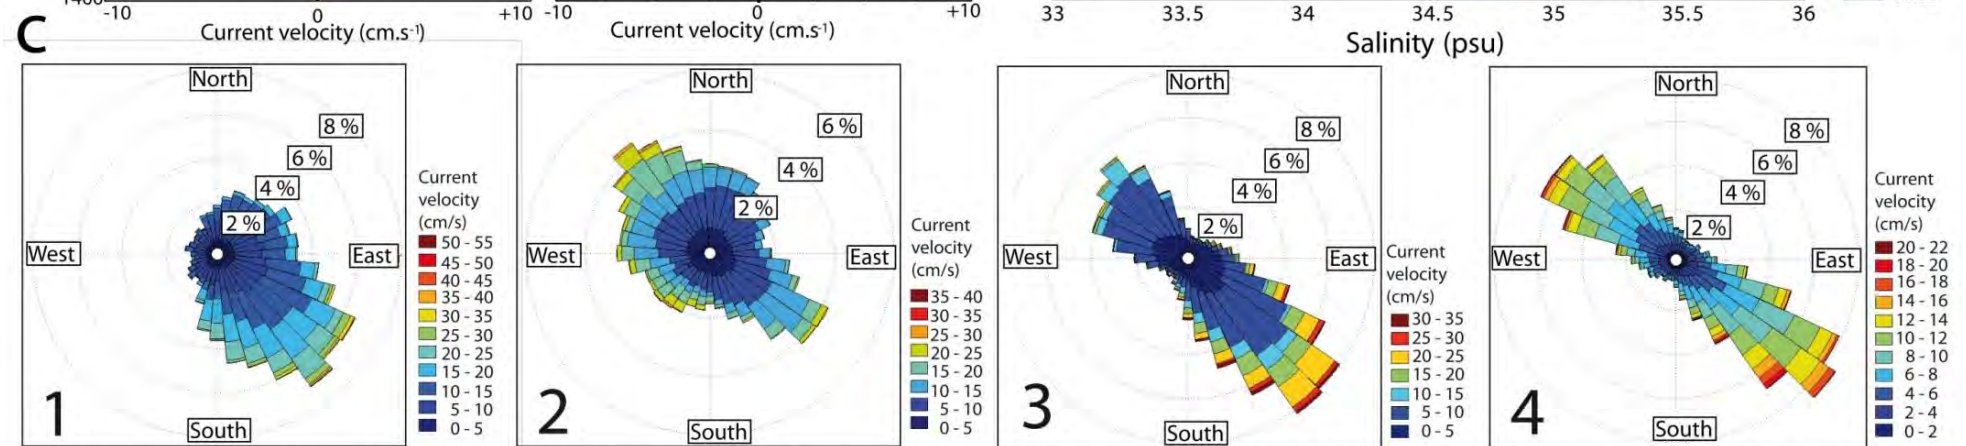 -10 0 +10 -10 0 +10 33 33.5 34 34.5 35 35.5 36
C Current velocity (cm.s-¹) Current velocity (cm.s-¹) Salinity (psu)
North
8 %
6 %
4 %
2 %
West
East
South
1
Current
velocity
(cm/s)
50 - 55
45 - 50
40 - 45
35 - 40
30 - 35
25 - 30
20 - 25
15 - 20
10 - 15
5 - 10
0 - 5
North
6 %
4 %
2 %
West
East
South
2
Current
velocity
(cm/s)
35 - 40
30 - 35
25 - 30
20 - 25
15 - 20
10 - 15
5 - 10
0 - 5
North
8 %
6 %
4 %
2 %
West
East
South
3
Current
velocity
(cm/s)
30 - 35
25 - 30
20 - 25
15 - 20
10 - 15
5 - 10
0 - 5
North
8 %
6 %
4 %
2 %
West
East
South
4
Current
velocity
(cm/s)
20 - 22
18 - 20
16 - 18
14 - 16
12 - 14
10 - 12
8 - 10
6 - 8
4 - 6
2 - 4
0 - 2